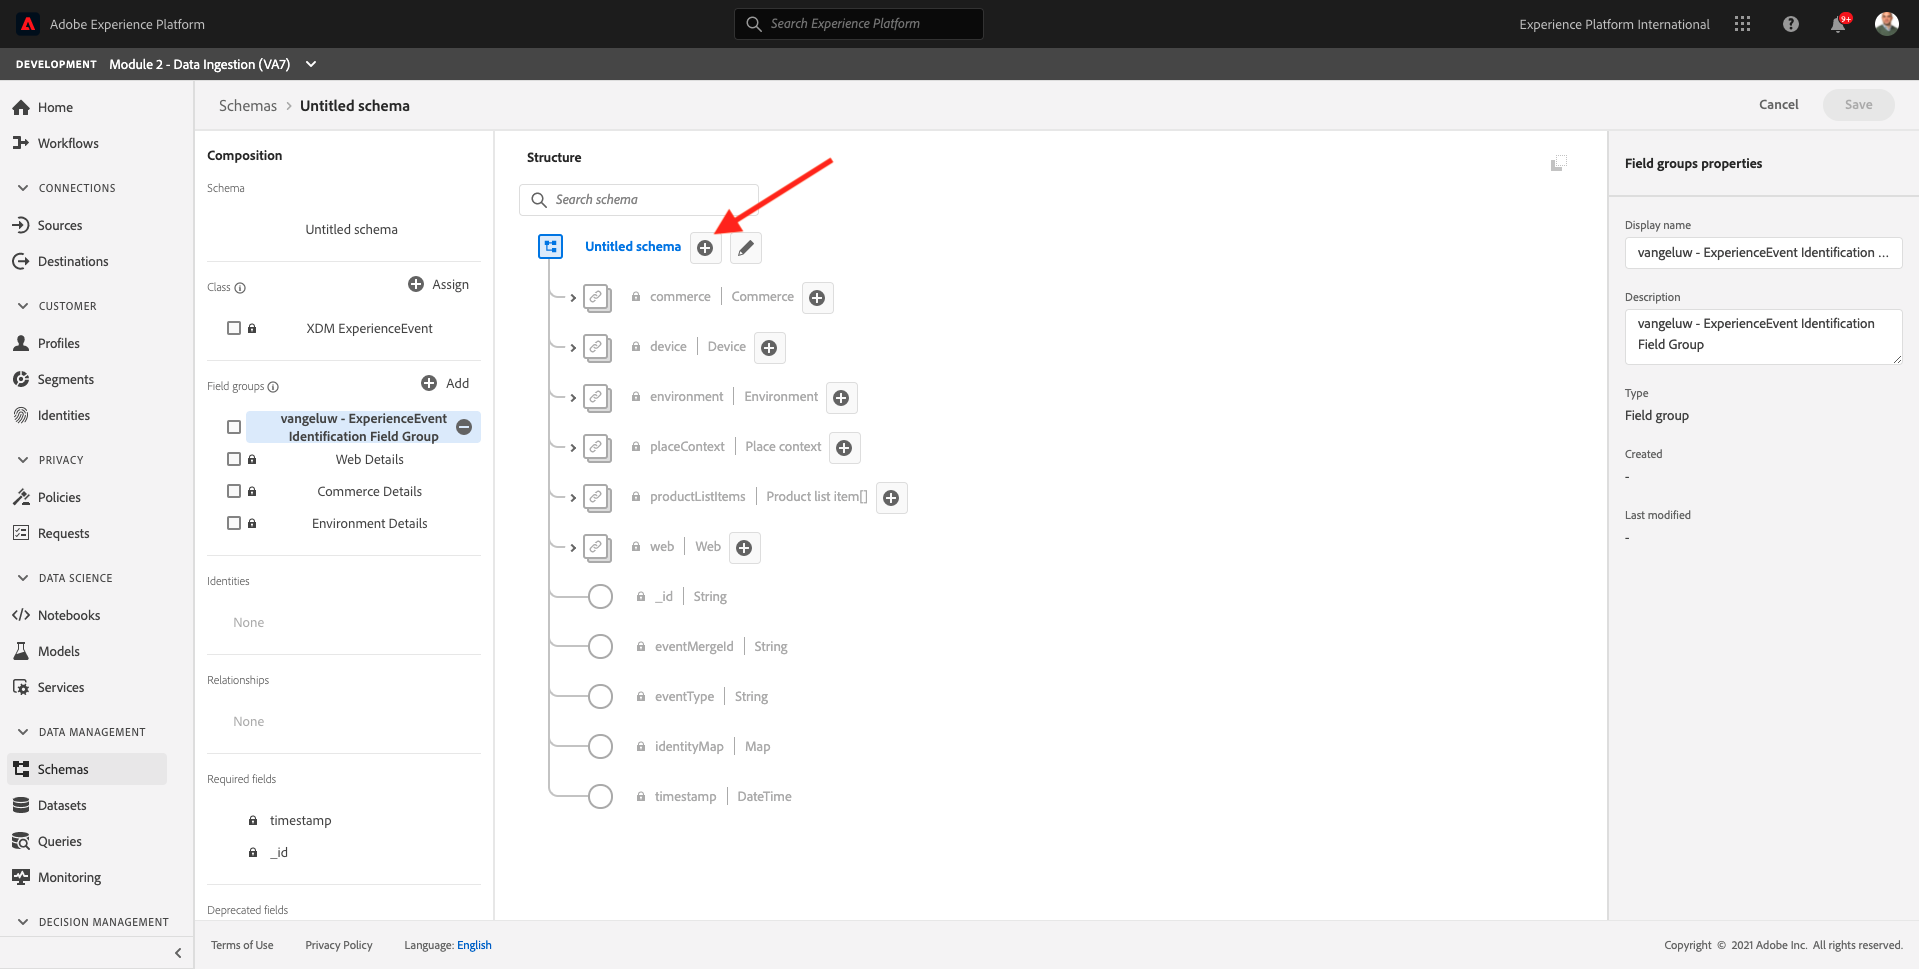 Adobe Experience Platform
Search Experience Platform
Experience Platform International
9+
DEVELOPMENT Module 2 - Data Ingestion (VA7)
Home
Workflows
CONNECTIONS
Sources
Destinations
CUSTOMER
Profiles
Segments
Identities
PRIVACY
Policies
Requests
DATA SCIENCE
Notebooks
Models
Services
DATA MANAGEMENT
Schemas
Datasets
Queries
Monitoring
DECISION MANAGEMENT
Schemas > Untitled schema
Cancel
Save
Composition
Schema
Untitled schema
Class
Assign
XDM ExperienceEvent
Field groups
Add
vangeluw - ExperienceEvent
Identification Field Group
Web Details
Commerce Details
Environment Details
Identities
None
Relationships
None
Required fields
timestamp
_id
Deprecated fields
Structure
Search schema
Untitled schema
commerce | Commerce
device | Device
environment | Environment
placeContext | Place context
productListItems | Product list item[]
web | Web
_id | String
eventMergeId | String
eventType | String
identityMap | Map
timestamp | DateTime
Field groups properties
Display name
vangeluw - ExperienceEvent Identification ...
Description
vangeluw - ExperienceEvent Identification
Field Group
Type
Field group
Created
-
Last modified
-
Terms of Use
Privacy Policy
Language: English
Copyright © 2021 Adobe Inc. All rights reserved.